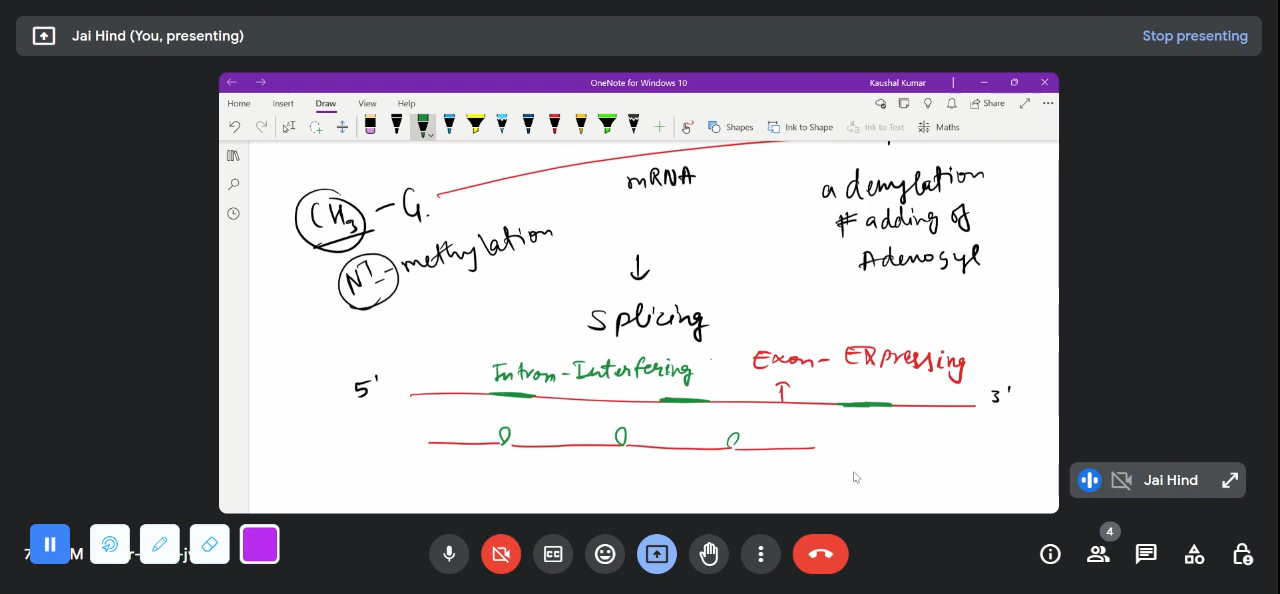 Jai Hind (You, presenting)
Stop presenting
OneNote for Windows 10
Kaushal Kumar
Home Insert Draw View Help
Share
Shapes
Ink to Shape
Ink to Text
Maths
mRNA
CH3 - G.
N7 - methylation
adenylation
# adding of
Adenosyl
↓
Splicing
Intron - Interfering
Exon - EXpressing
5'
3'
Jai Hind
4